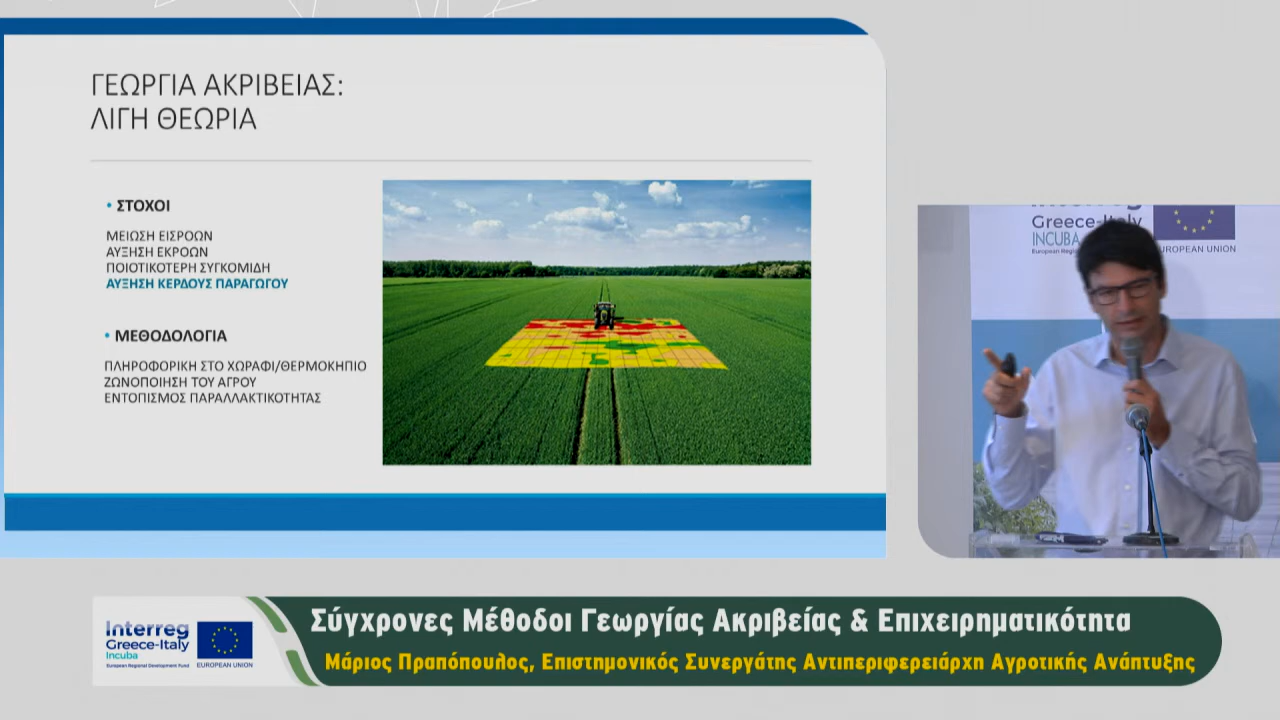 ΓΕΩΡΓΙΑ ΑΚΡΙΒΕΙΑΣ:
ΛΙΓΗ ΘΕΩΡΙΑ
• ΣΤΟΧΟΙ
ΜΕΙΩΣΗ ΕΙΣΡΟΩΝ
ΑΥΞΗΣΗ ΕΚΡΟΩΝ
ΠΟΙΟΤΙΚΟΤΕΡΗ ΣΥΓΚΟΜΙΔΗ
ΑΥΞΗΣΗ ΚΕΡΔΟΥΣ ΠΑΡΑΓΩΓΟΥ
• ΜΕΘΟΔΟΛΟΓΙΑ
ΠΛΗΡΟΦΟΡΙΚΗ ΣΤΟ ΧΩΡΑΦΙ/ΘΕΡΜΟΚΗΠΙΟ
ΖΩΝΟΠΟΙΗΣΗ ΤΟΥ ΑΓΡΟΥ
ΕΝΤΟΠΙΣΜΟΣ ΠΑΡΑΛΛΑΚΤΙΚΟΤΗΤΑΣ
Interreg
Greece-Italy
INCUBA
EUROPEAN UNION
Interreg
Greece-Italy
Incuba
European Regional Development Fund
EUROPEAN UNION
Σύγχρονες Μέθοδοι Γεωργίας Ακριβείας & Επιχειρηματικότητα
Μάριος Πραπόπουλος, Επιστημονικός Συνεργάτης Αντιπεριφερειάρχη Αγροτικής Ανάπτυξης